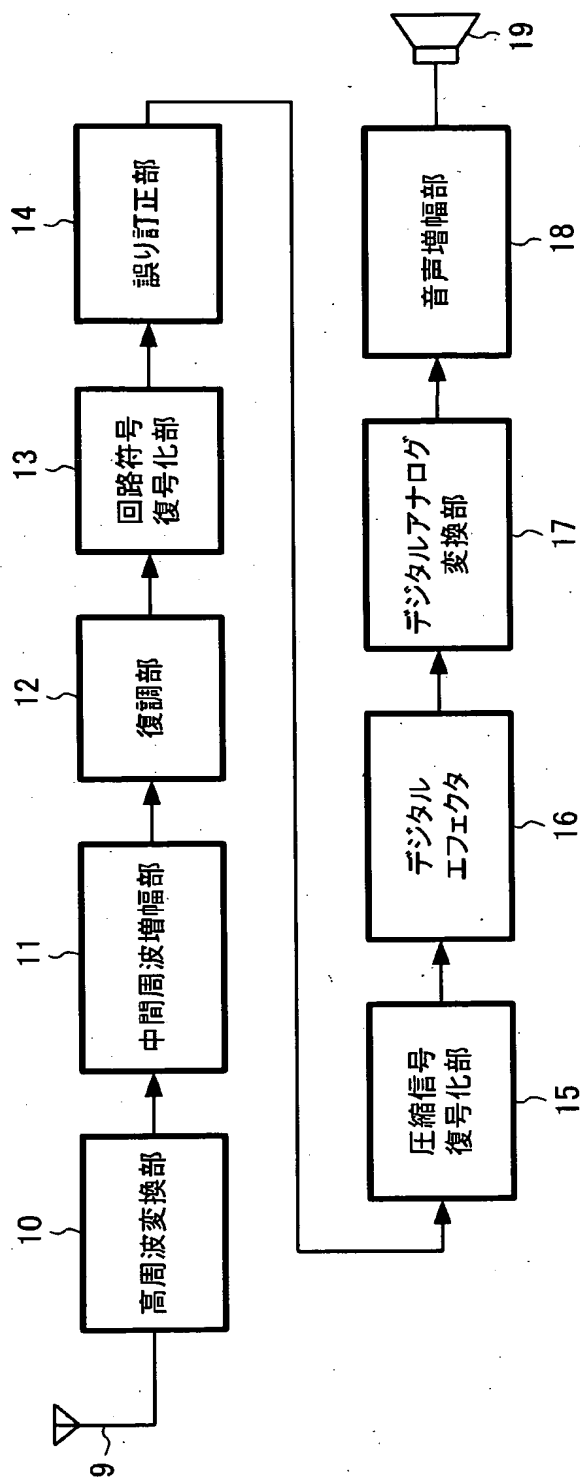 9
10
高周波変換部
11
中間周波増幅部
12
復調部
13
回路符号
復号化部
14
誤り訂正部
15
圧縮信号
復号化部
16
デジタル
エフェクタ
17
デジタルアナログ
変換部
18
音声増幅部
19